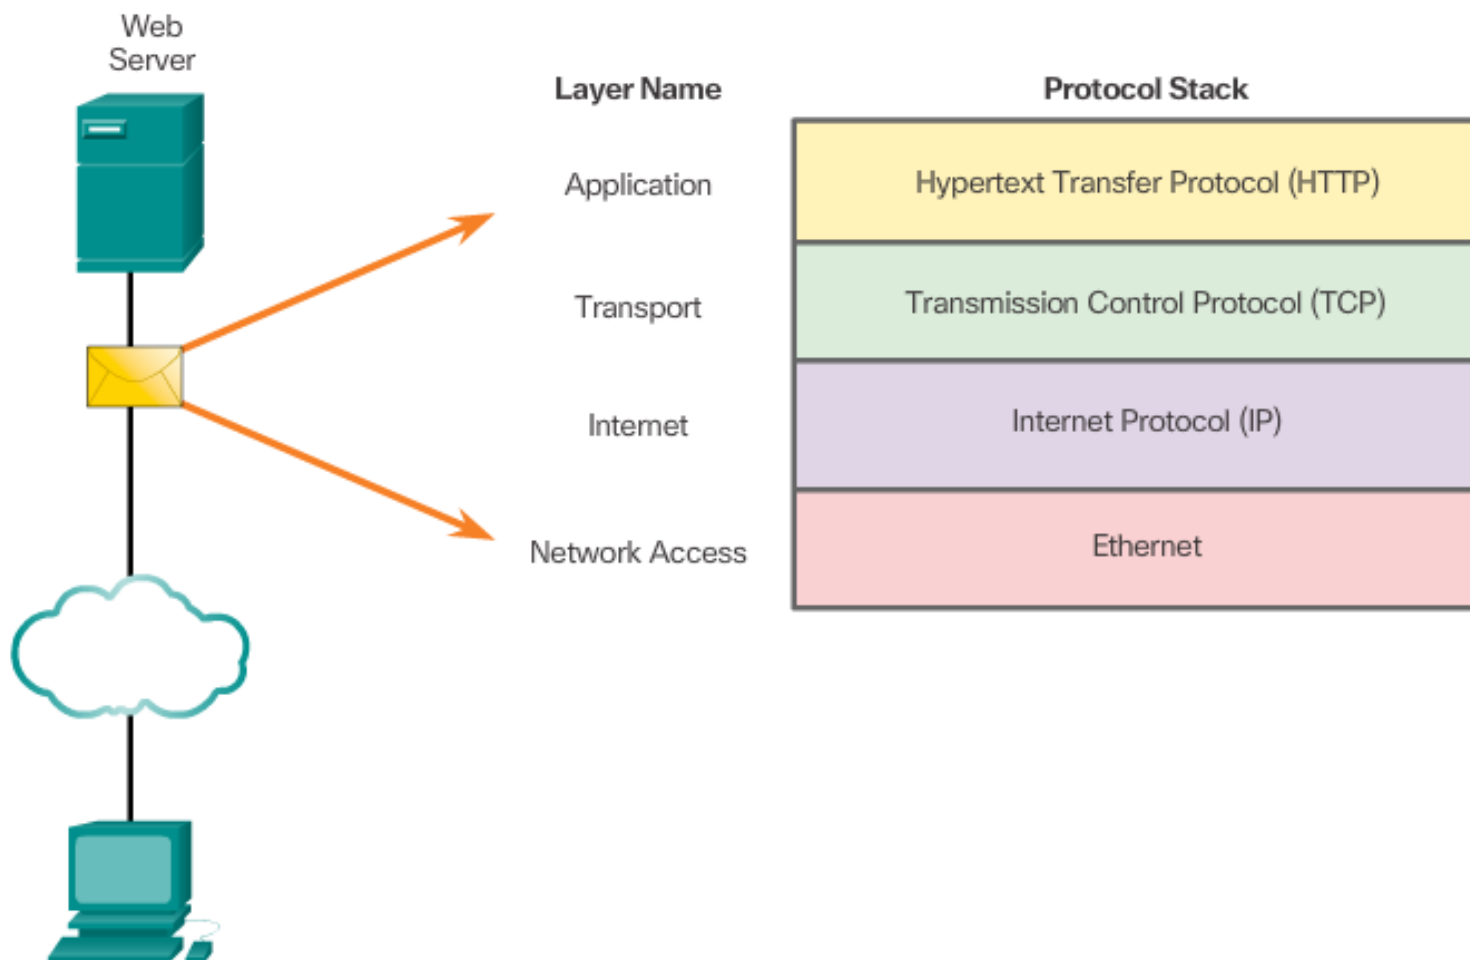 Web
Server
Layer Name
Protocol Stack
Application
Hypertext Transfer Protocol (HTTP)
Transport
Transmission Control Protocol (TCP)
Internet
Internet Protocol (IP)
Network Access
Ethernet